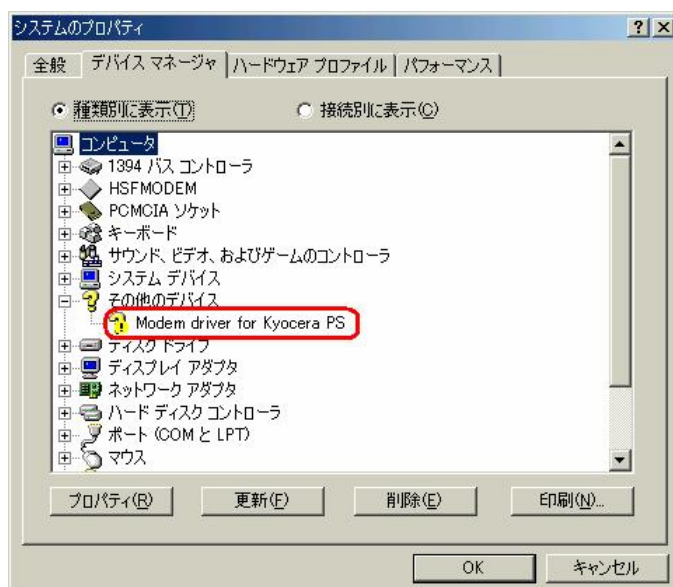 システムのプロパティ
全般 デバイス マネージャ ハードウェア プロファイル パフォーマンス
種類別に表示(T) 接続別に表示(C)
コンピュータ
1394 バス コントローラ
HSFMODEM
PCMCIA ソケット
キーボード
サウンド、ビデオ、およびゲームのコントローラ
システム デバイス
その他のデバイス
Modem driver for Kyocera PS
ディスク ドライブ
ディスプレイ アダプタ
ネットワーク アダプタ
ハード ディスク コントローラ
ポート (COM と LPT)
マウス
プロパティ(R) 更新(F) 削除(E) 印刷(N)...
OK キャンセル